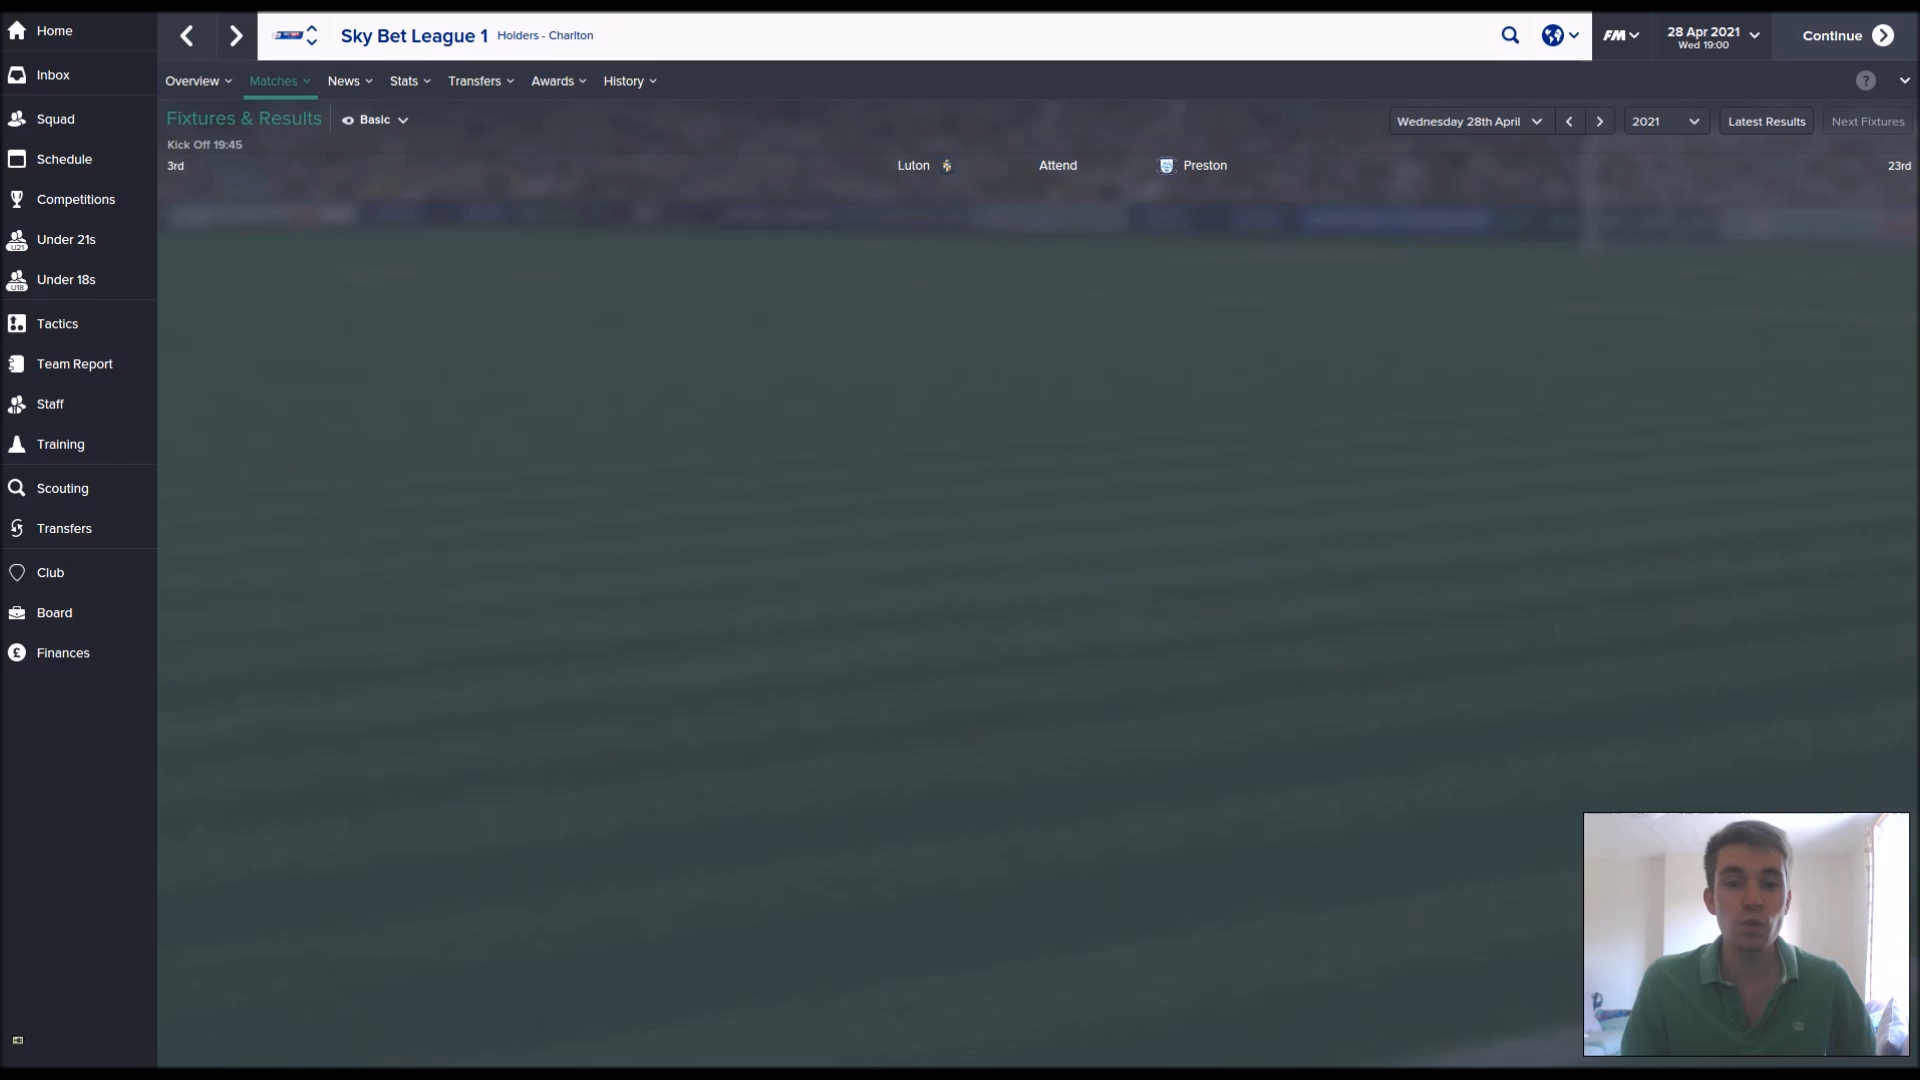 Home
Sky Bet League 1 Holders - Charlton
FM
28 Apr 2021
Wed 19:00
Continue
Inbox
Overview Matches News Stats Transfers Awards History
?
Squad
Fixtures & Results Basic
Wednesday 28th April 2021 Latest Results Next Fixtures
Kick Off 19:45
3rd Luton Attend Preston 23rd
Schedule
Competitions
Under 21s
U21
Under 18s
U18
Tactics
Team Report
Staff
Training
Scouting
Transfers
Club
Board
£ Finances